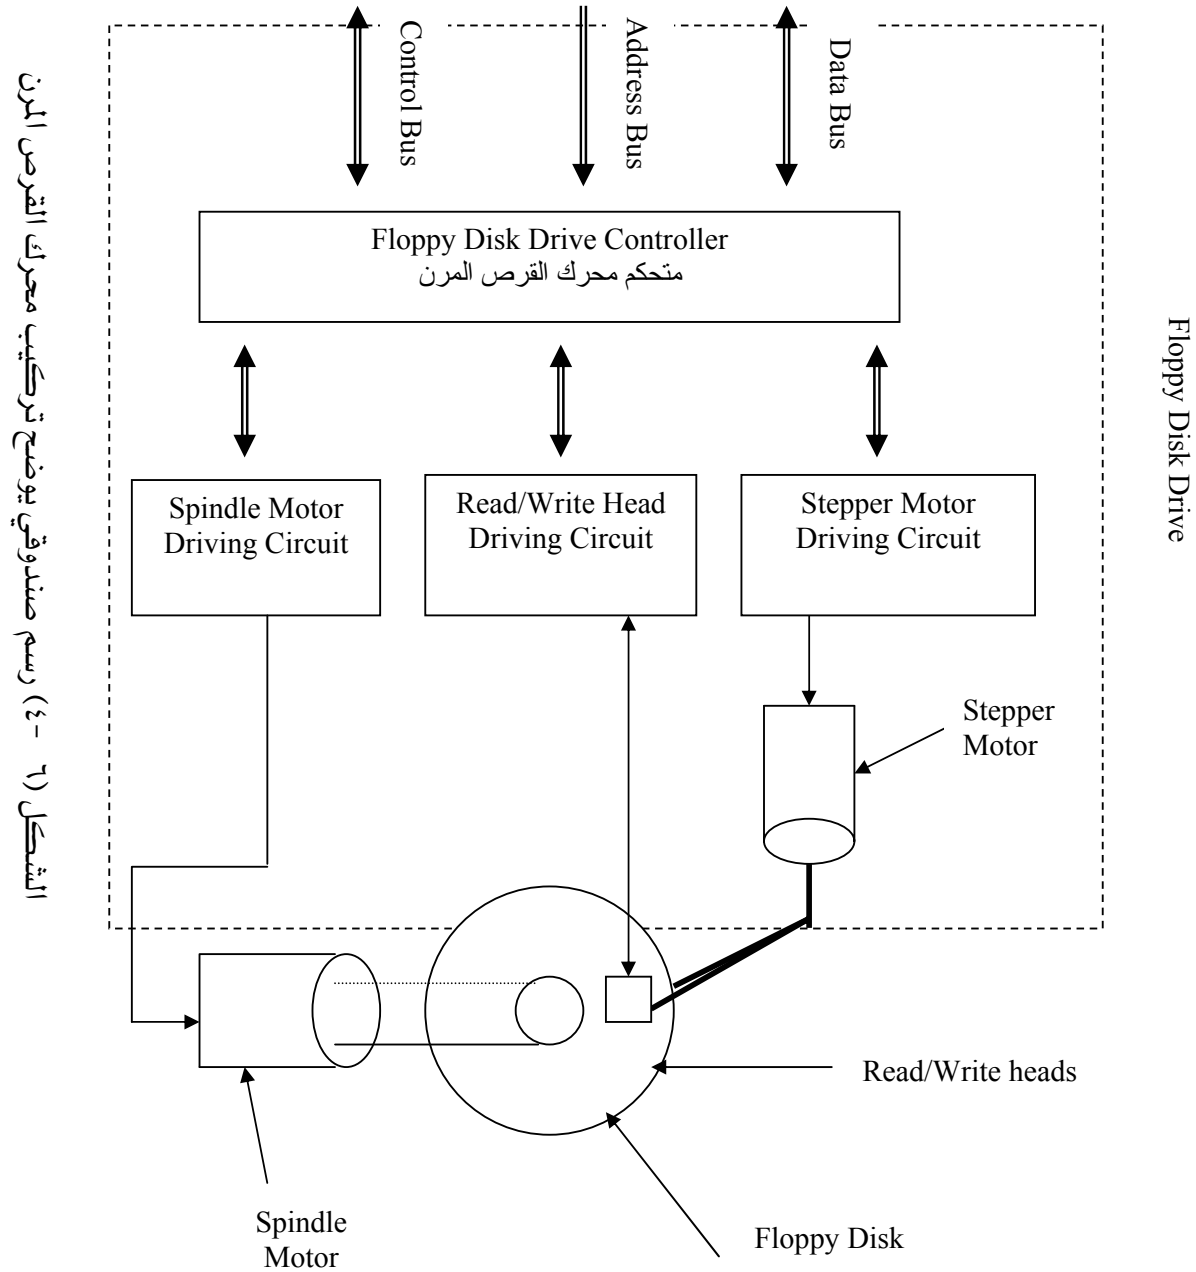 Control Bus
Address Bus
Data Bus
Floppy Disk Drive Controller
متحكم محرك القرص المرن
Spindle Motor
Driving Circuit
Read/Write Head
Driving Circuit
Stepper Motor
Driving Circuit
Stepper
Motor
Read/Write heads
Spindle
Motor
Floppy Disk
Floppy Disk Drive
الشكل (٦ -٤) رسم صندوقي يوضح تركيب محرك القرص المرن